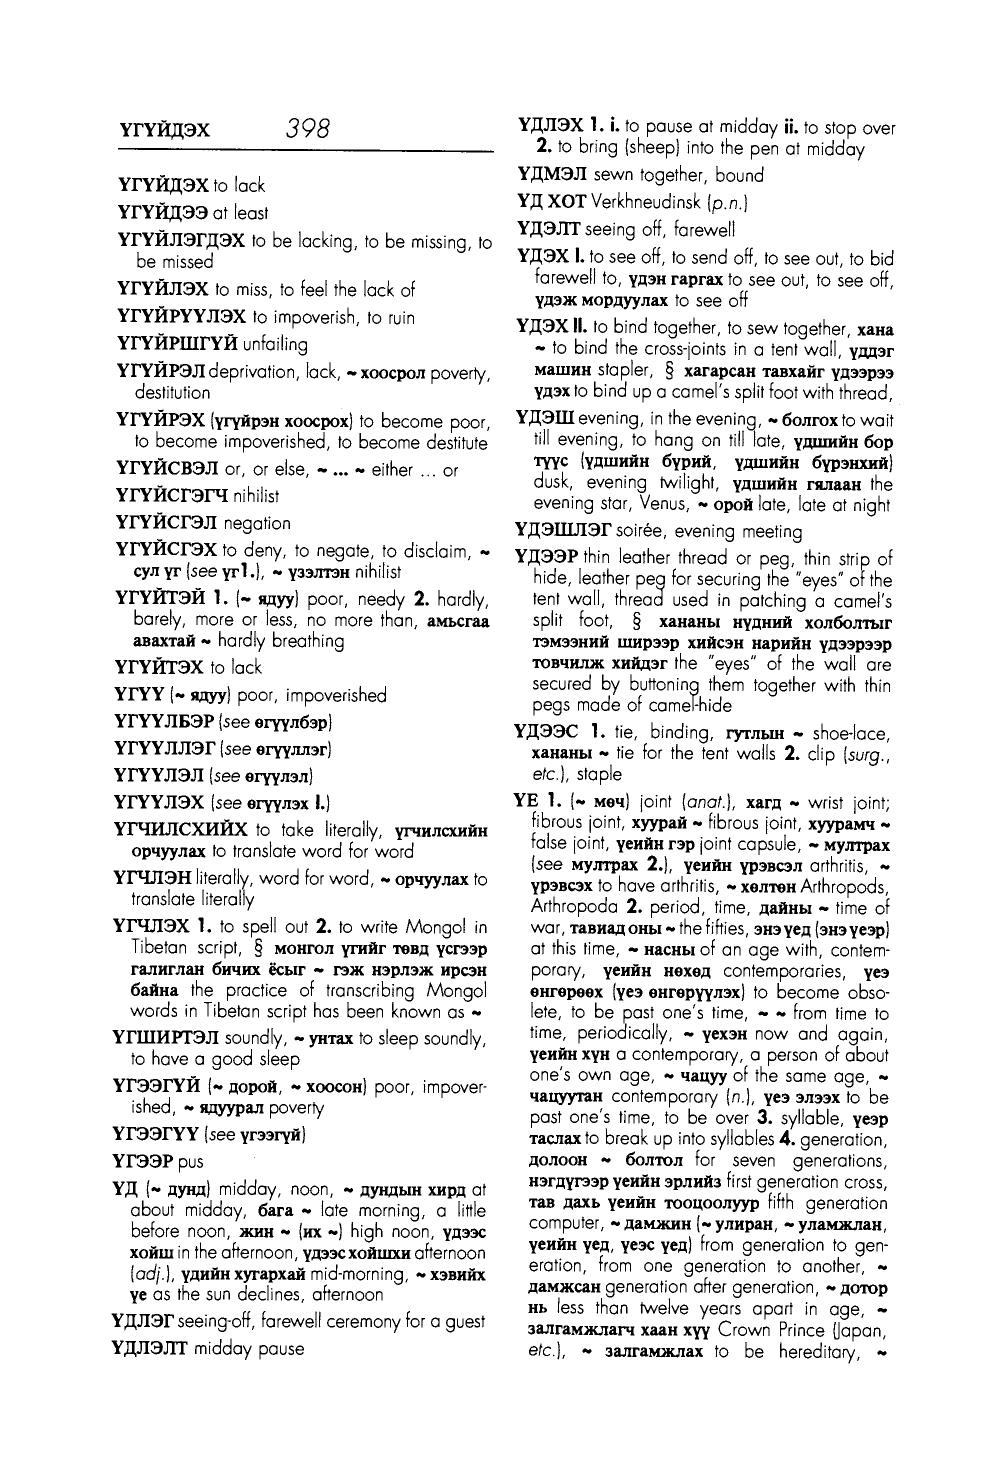 ҮГҮЙДЭХ 398
ҮГҮЙДЭХ to lack
ҮГҮЙДЭЭ at least
ҮГҮЙЛЭГДЭХ to be lacking, to be missing, to
be missed
ҮГҮЙЛЭХ to miss, to feel the lack of
ҮГҮЙРҮҮЛЭХ to impoverish, to ruin
ҮГҮЙРШГҮЙ unfailing
ҮГҮЙРЭЛ deprivation, lack, ~ хоосрол poverty,
destitution
ҮГҮЙРЭХ (үгүйрэн хоосрох) to become poor,
to become impoverished, to become destitute
ҮГҮЙСВЭЛ or, or else, ~ ... ~ either ... or
ҮГҮЙСГЭГЧ nihilist
ҮГҮЙСГЭЛ negation
ҮГҮЙСГЭХ to deny, to negate, to disclaim, ~
сул үг (see үг1.), ~ үзэлтэн nihilist
ҮГҮЙТЭЙ 1. (~ ядуу) poor, needy 2. hardly,
barely, more or less, no more than, амьсгаа
авахтай ~ hardly breathing
ҮГҮЙТЭХ to lack
ҮГҮҮ (~ ядуу) poor, impoverished
ҮГҮҮЛБЭР (see өгүүлбэр)
ҮГҮҮЛЛЭГ (see өгүүллэг)
ҮГҮҮЛЭЛ (see өгүүлэл)
ҮГҮҮЛЭХ (see өгүүлэх I.)
ҮГЧИЛСХИЙХ to take literally, үгчилсхийн
орчуулах to translate word for word
ҮГЧЛЭН literally, word for word, ~ орчуулах to
translate literally
ҮГЧЛЭХ 1. to spell out 2. to write Mongol in
Tibetan script, § монгол үгийг төвд үсгээр
галиглан бичих ёсыг ~ гэж нэрлэж ирсэн
байна the practice of transcribing Mongol
words in Tibetan script has been known as ~
ҮГШИРТЭЛ soundly, ~ унтах to sleep soundly,
to have a good sleep
ҮГЭЭГҮЙ (~ дорой, ~ хоосон) poor, impover-
ished, ~ ядуурал poverty
ҮГЭЭГҮҮ (see үгээгүй)
ҮГЭЭР pus
ҮД (~ дунд) midday, noon, ~ дундын хирд at
about midday, бага ~ late morning, a little
before noon, жин ~ (их ~) high noon, үдээс
хойш in the afternoon, үдээс хойшхи afternoon
(adj.), үдийн хугархай mid-morning, ~ хэвийх
үе as the sun declines, afternoon
ҮДЛЭГ seeing-off, farewell ceremony for a guest
ҮДЛЭЛТ midday pause
ҮДЛЭХ 1. i. to pause at midday ii. to stop over
2. to bring (sheep) into the pen at midday
ҮДМЭЛ sewn together, bound
ҮД ХОТ Verkhneudinsk (p.n.)
ҮДЭЛТ seeing off, farewell
ҮДЭХ I. to see off, to send off, to see out, to bid
farewell to, үдэн гаргах to see out, to see off,
үдэж мордуулах to see off
ҮДЭХ II. to bind together, to sew together, хана
~ to bind the cross-joints in a tent wall, үддэг
машин stapler, § хагарсан тавхайг үдээрээ
үдэх to bind up a camel's split foot with thread,
ҮДЭШ evening, in the evening, ~ болгох to wait
till evening, to hang on till late, үдшийн бор
түүс (үдшийн бүрий, үдшийн бүрэнхий)
dusk, evening twilight, үдшийн гялаан the
evening star, Venus, ~ орой late, late at night
ҮДЭШЛЭГ soirée, evening meeting
ҮДЭЭР thin leather thread or peg, thin strip of
hide, leather peg for securing the "eyes" of the
tent wall, thread used in patching a camel's
split foot, § хананы нүдний холболтыг
тэмээний ширээр хийсэн нарийн үдээрээр
товчилж хийдэг the "eyes" of the wall are
secured by buttoning them together with thin
pegs made of camel-hide
ҮДЭЭС 1. tie, binding, гутлын ~ shoe-lace,
хананы ~ tie for the tent walls 2. clip (surg.,
etc.), staple
ҮЕ 1. (~ мөч) joint (anat.), хагд ~ wrist joint;
fibrous joint, хуурай ~ fibrous joint, хуурамч ~
false joint, үеийн гэр joint capsule, ~ мултрах
(see мултрах 2.), үеийн үрэвсэл arthritis, ~
үрэвсэх to have arthritis, ~ хөлтөн Arthropods,
Arthropoda 2. period, time, дайны ~ time of
war, тавиад оны ~ the fifties, энэ үед (энэ үеэр)
at this time, ~ насны of an age with, contem-
porary, үеийн нөхөд contemporaries, үеэ
өнгөрөөх (үеэ өнгөрүүлэх) to become obso-
lete, to be past one's time, ~ ~ from time to
time, periodically, ~ үехэн now and again,
үеийн хүн a contemporary, a person of about
one's own age, ~ чацуу of the same age, ~
чацуутан contemporary (n.), үеэ элээх to be
past one's time, to be over 3. syllable, үеэр
таслах to break up into syllables 4. generation,
долоон ~ болтол for seven generations,
нэгдүгээр үеийн эрлийз first generation cross,
тав дахь үеийн тооцоолуур fifth generation
computer, ~ дамжин (~ улиран, ~ уламжлан,
үеийн үед, үеэс үед) from generation to gen-
eration, from one generation to another, ~
дамжсан generation after generation, ~ дотор
нь less than twelve years apart in age, ~
залгамжлагч хаан хүү Crown Prince (Japan,
etc.), ~ залгамжлах to be hereditary, ~